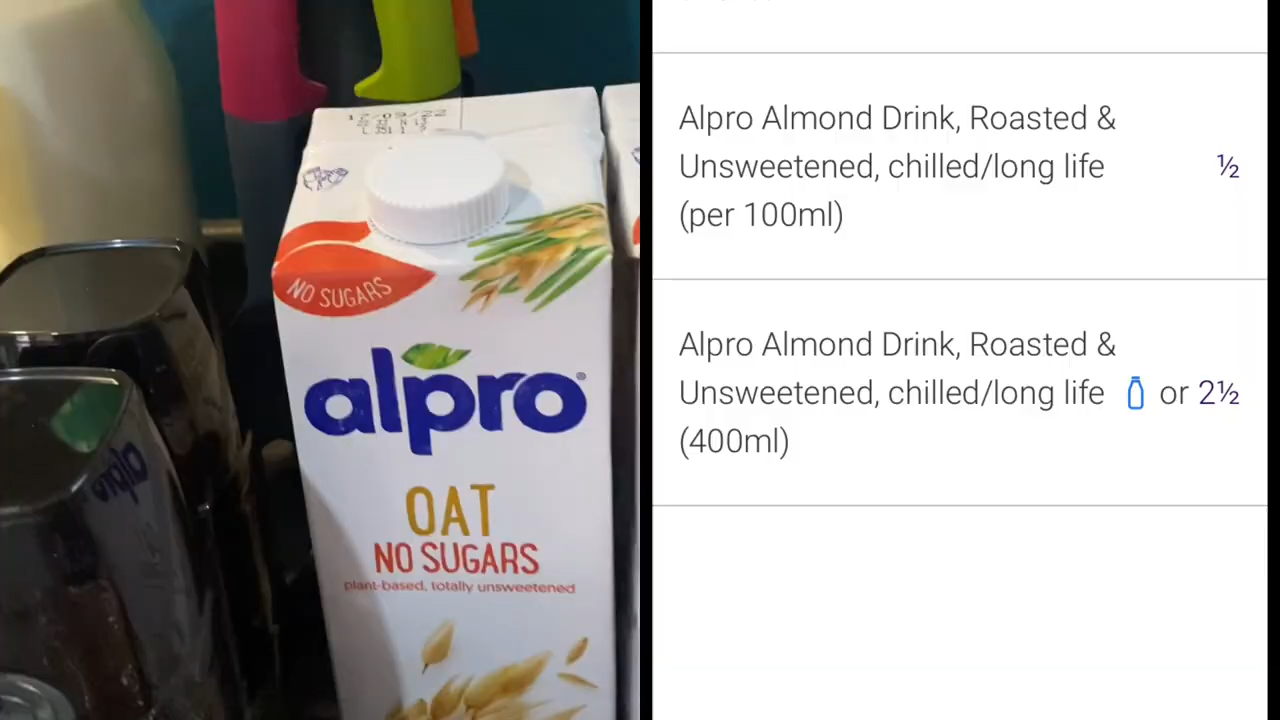 NO SUGARS
alpro
OAT
NO SUGARS
plant-based, totally unsweetened
alpro
Alpro Almond Drink, Roasted &
Unsweetened, chilled/long life ½
(per 100ml)
Alpro Almond Drink, Roasted &
Unsweetened, chilled/long life or 2½
(400ml)